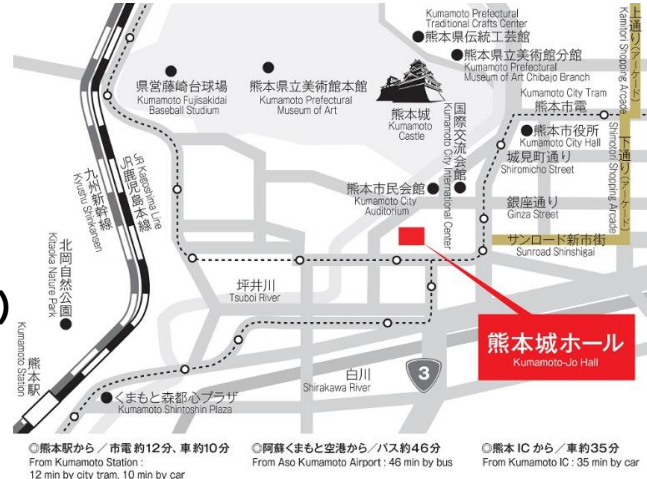 Kumamoto Prefectural
Traditional Crafts Center
熊本県伝統工芸館
熊本県立美術館分館
Kumamoto Prefectural
Museum of Art Chibajo Branch
上通り(アーケード)
Kamitori Shopping Arcade
県営藤崎台球場
Kumamoto Fujisakidai
Baseball Studium
熊本県立美術館本館
Kumamoto Prefectural
Museum of Art
熊本城
Kumamoto
Castle
国際交流会館
Kumamoto City International Center
Kumamoto City Tram
熊本市電
熊本市役所
Kumamoto City Hall
城見町通り
Shiromicho Street
下通り(アーケード)
Shimotori Shopping Arcade
熊本市民会館
Kumamoto City
Auditorium
銀座通り
Ginza Street
サンロード新市街
Sunroad Shinshigai
JR鹿児島本線
JR Kagoshima Line
九州新幹線
Kyushu Shinkansen
北岡自然公園
Kitaoka Nature Park
坪井川
Tsuboi River
熊本城ホール
Kumamoto-Jo Hall
熊本駅
Kumamoto Station
白川
Shirakawa River
3
くまもと森都心プラザ
Kumamoto Shintoshin Plaza
◎熊本駅から / 市電 約12分、車 約10分
From Kumamoto Station :
12 min by city tram, 10 min by car
◎阿蘇くまもと空港から/バス約46分
From Aso Kumamoto Airport : 46 min by bus
◎熊本 IC から / 車約35分
From Kumamoto IC : 35 min by car